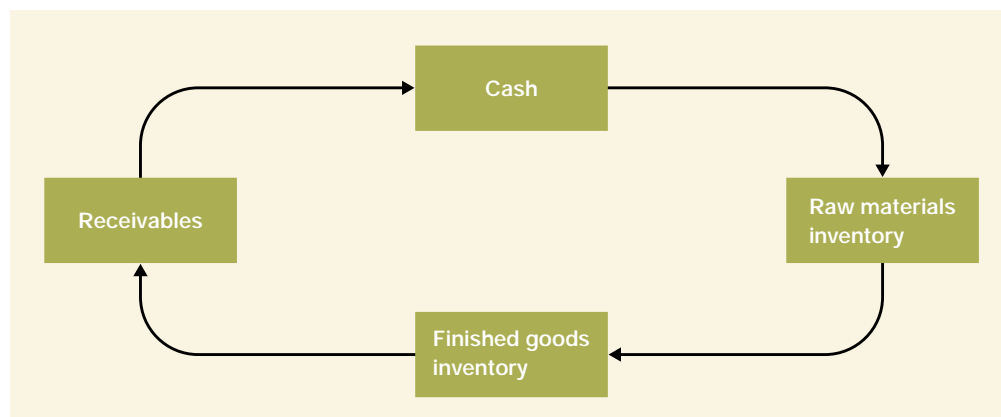 Cash
Receivables
Raw materials
inventory
Finished goods
inventory